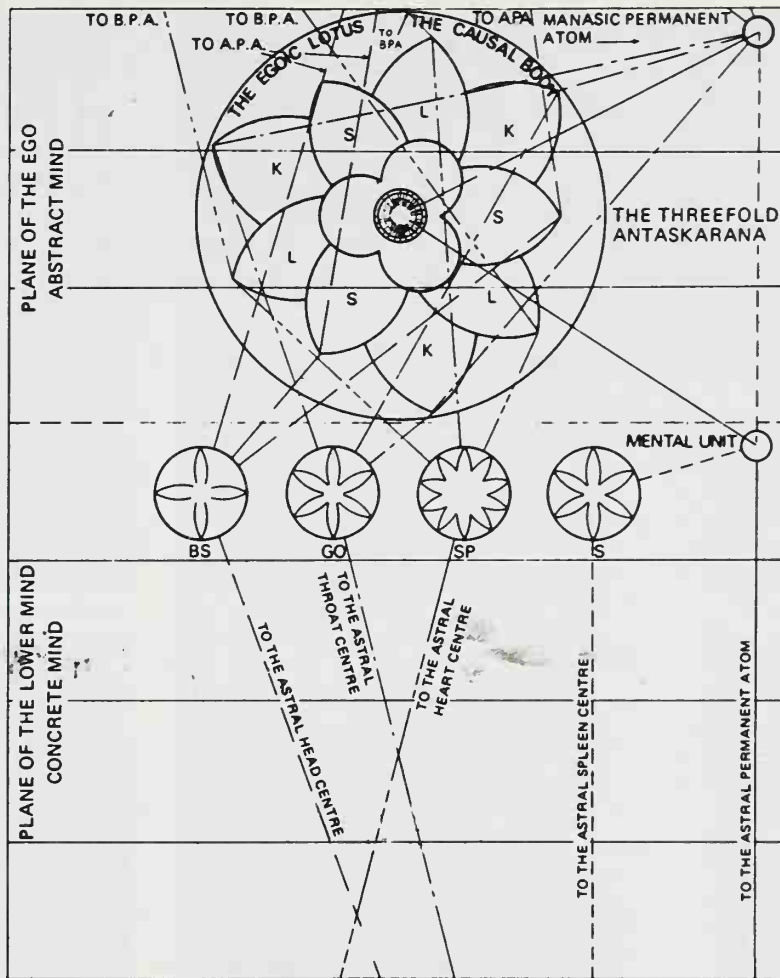 TO B.P.A.
TO B.P.A.
TO A.P.A.
TO
BPA
TO APA
MANASIC PERMANENT
ATOM
THE EGOIC LOTUS
THE CAUSAL BODY
L
S
K
K
S
L
S
L
K
THE THREEFOLD
ANTASKARANA
PLANE OF THE EGO
ABSTRACT MIND
MENTAL UNIT
BS
GO
SP
S
PLANE OF THE LOWER MIND
CONCRETE MIND
TO THE ASTRAL HEAD CENTRE
TO THE ASTRAL
THROAT CENTRE
TO THE ASTRAL
HEART CENTRE
TO THE ASTRAL SPLEEN CENTRE
TO THE ASTRAL PERMANENT ATOM